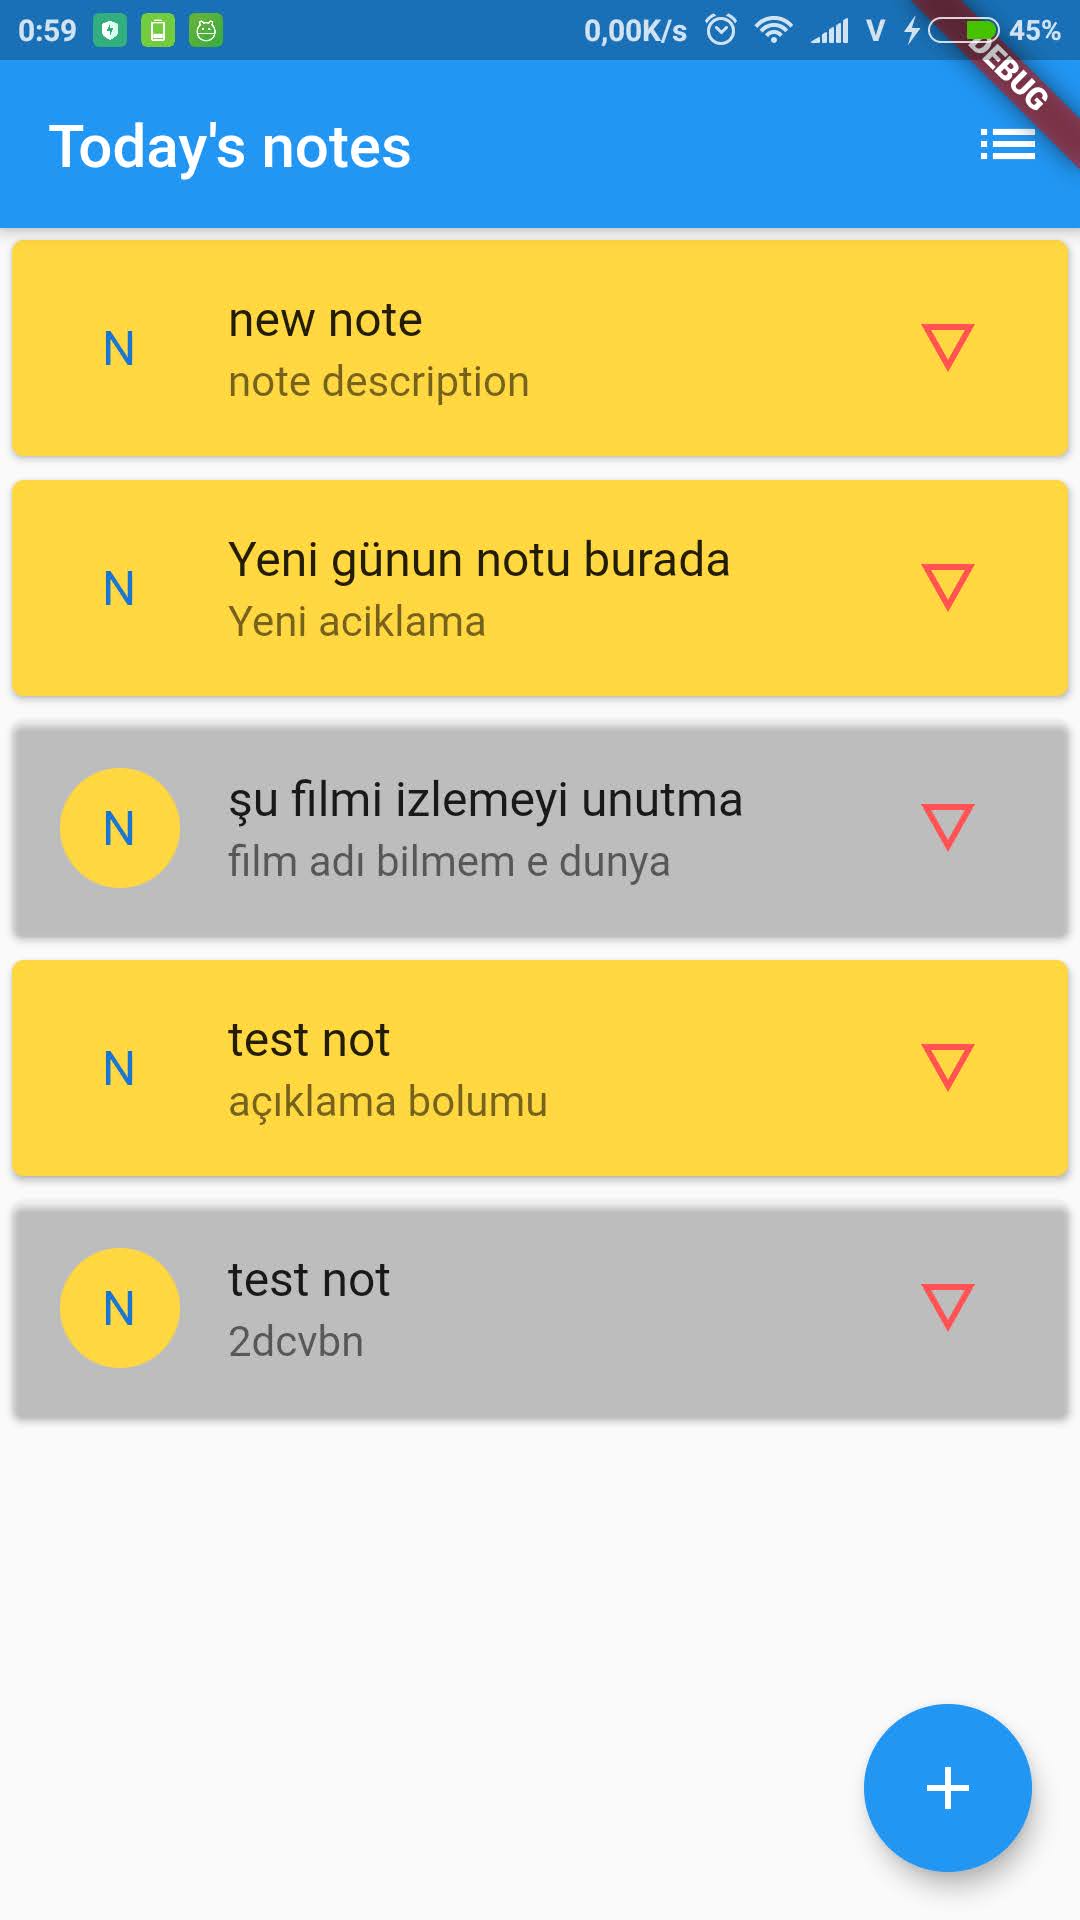 0:59 0,00K/s V 45%
DEBUG
Today's notes
N
new note
note description
N
Yeni günun notu burada
Yeni aciklama
N
şu filmi izlemeyi unutma
film adı bilmem e dunya
N
test not
açıklama bolumu
N
test not
2dcvbn